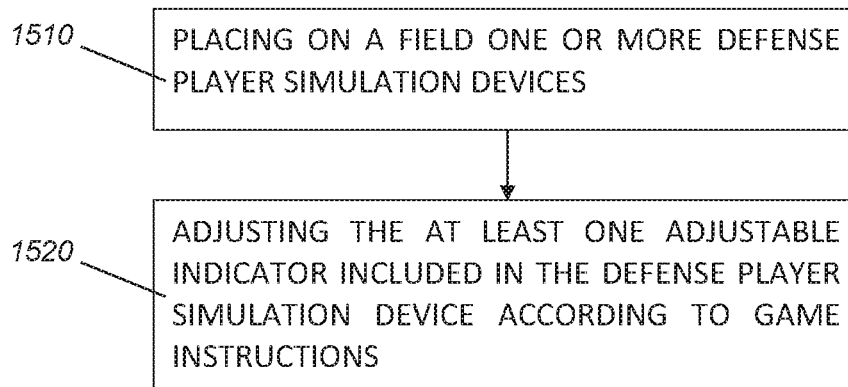 1510
PLACING ON A FIELD ONE OR MORE DEFENSE
PLAYER SIMULATION DEVICES
1520
ADJUSTING THE AT LEAST ONE ADJUSTABLE
INDICATOR INCLUDED IN THE DEFENSE PLAYER
SIMULATION DEVICE ACCORDING TO GAME
INSTRUCTIONS